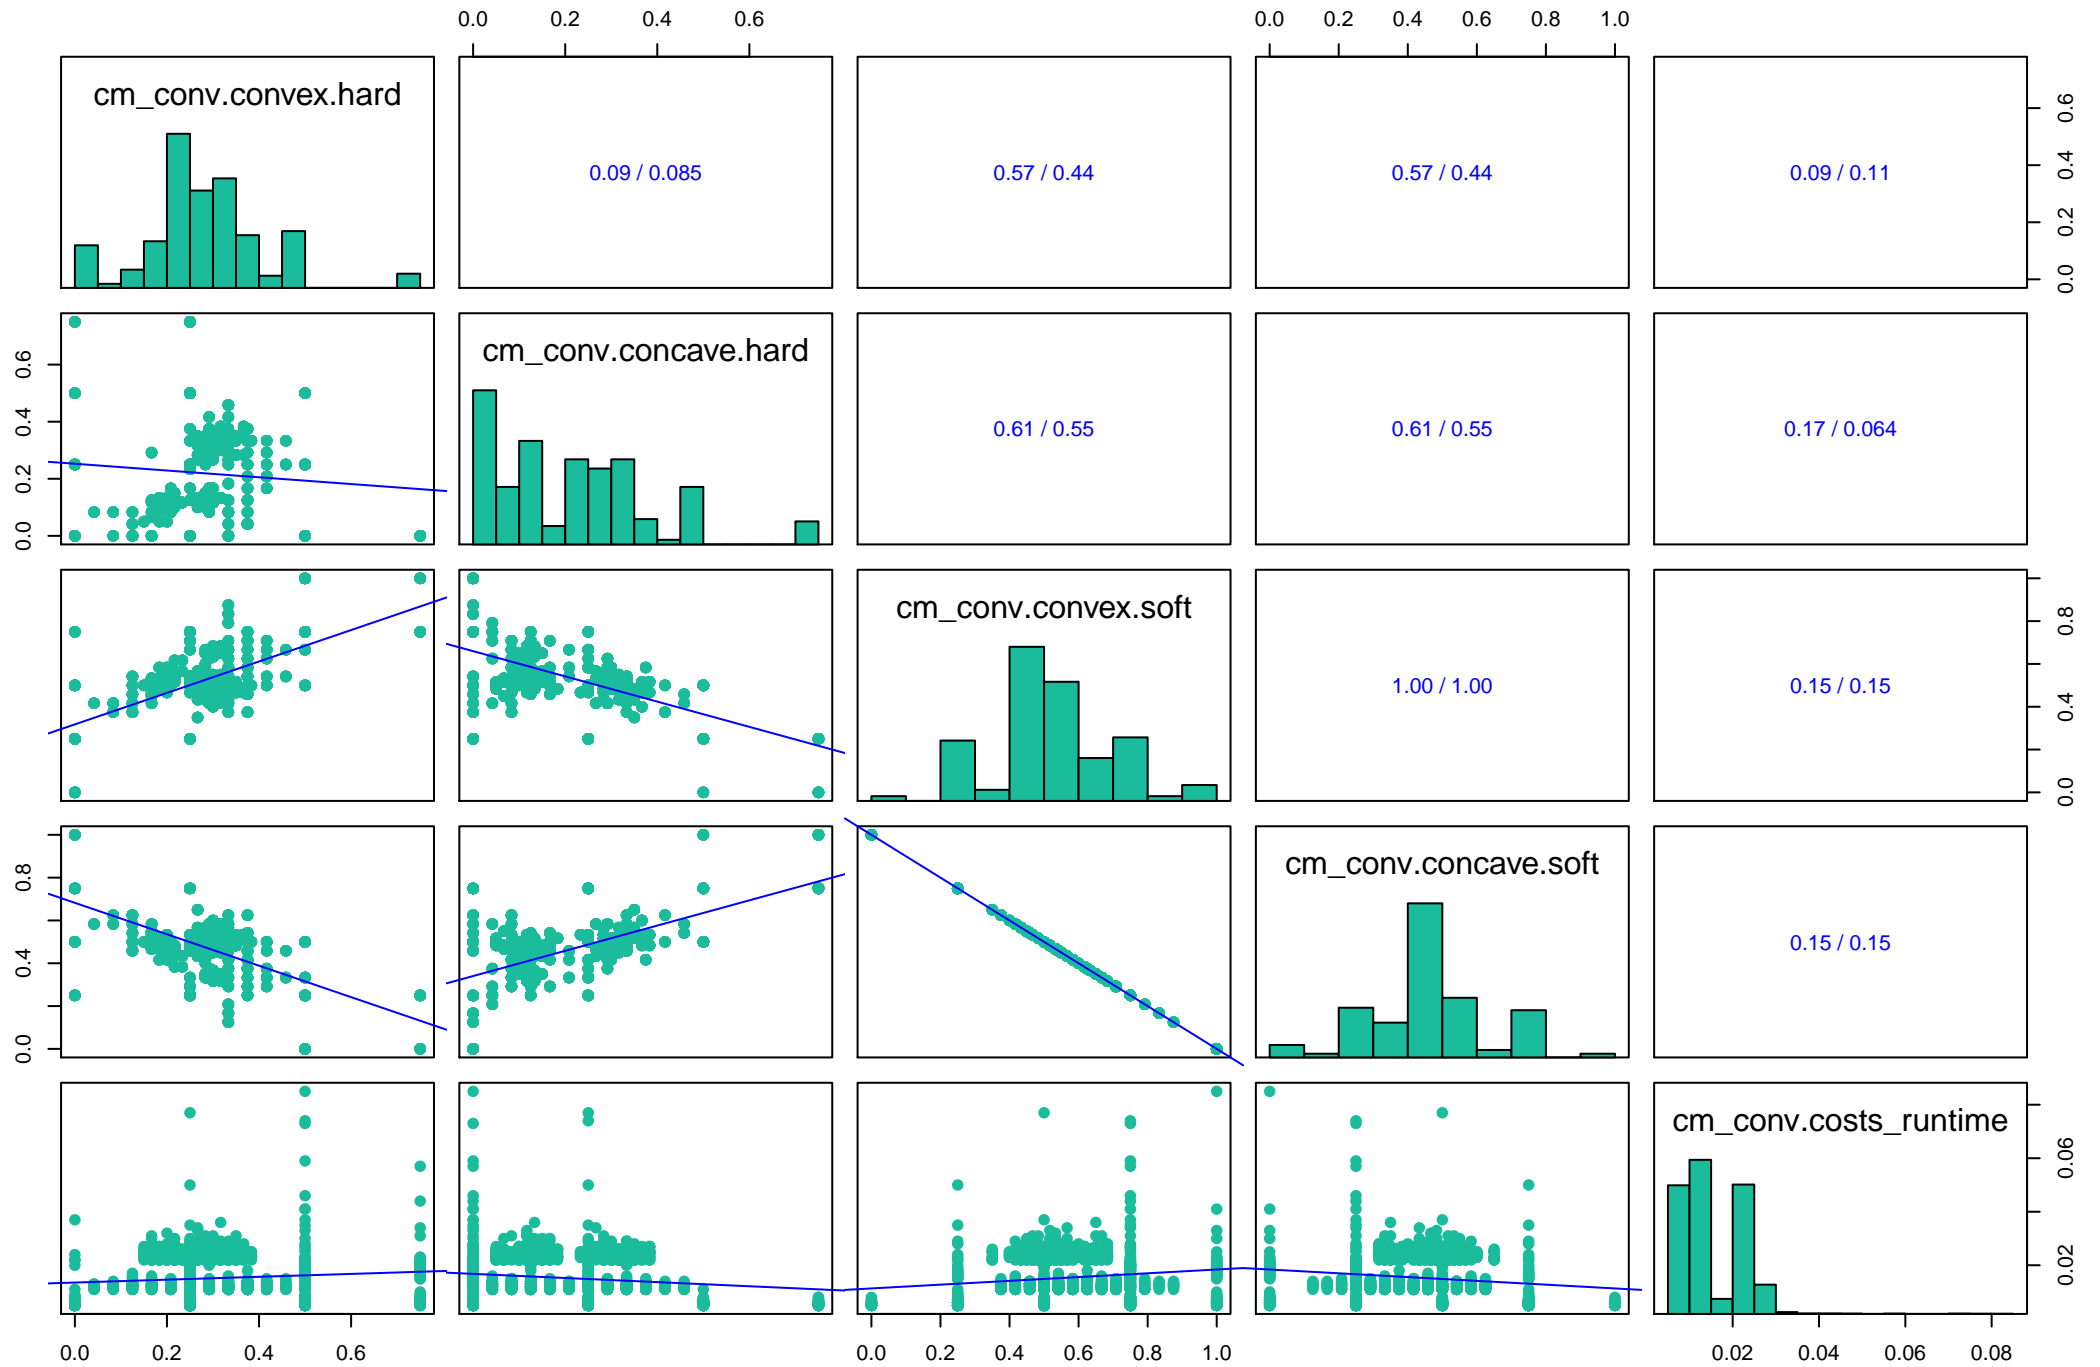 0.0 0.2 0.4 0.6 0.0 0.2 0.4 0.6 0.8 1.0
cm_conv.convex.hard
0.09 / 0.085
0.57 / 0.44
0.57 / 0.44
0.09 / 0.11
0.0 0.2 0.4 0.6
0.0 0.2 0.4 0.6
cm_conv.concave.hard
0.61 / 0.55
0.61 / 0.55
0.17 / 0.064
cm_conv.convex.soft
1.00 / 1.00
0.15 / 0.15
0.0 0.4 0.8
0.0 0.4 0.8
cm_conv.concave.soft
0.15 / 0.15
cm_conv.costs_runtime
0.02 0.06
0.0 0.2 0.4 0.6 0.0 0.2 0.4 0.6 0.8 1.0 0.02 0.04 0.06 0.08